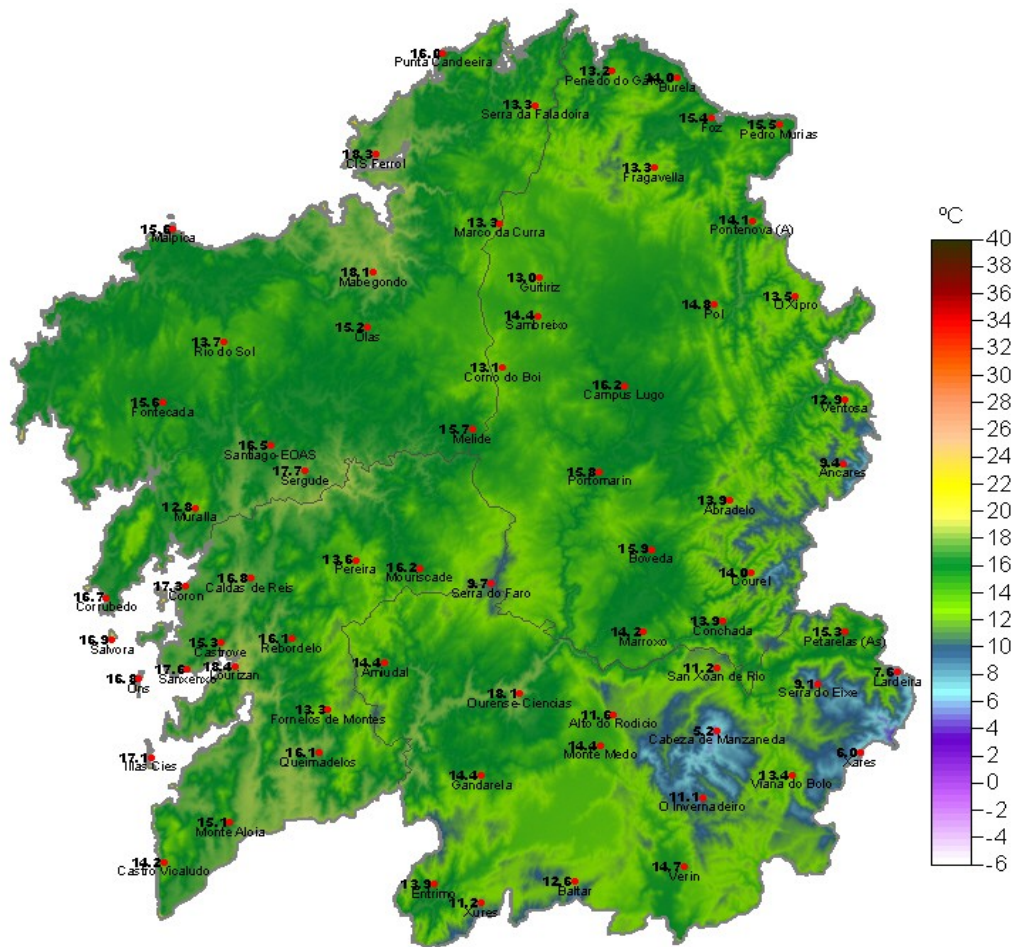 16.0
Punta Candeeira
13.2
Penedo do Galo
Burela
13.3
Serra da Faladoira
15.4
Foz
15.5
Pedro Murias
18.3
CIS Ferrol
13.3
Fragavella
ºC
15.6
Malpica
13.3
Marco da Curra
14.1
Pontenova (A)
18.1
Mabegondo
13.0
Guitiriz
14.8
Pol
13.5
O Xipro
15.2
Olas
14.4
Sambreixo
13.7
Rio do Sol
13.1
Corno do Boi
16.2
Campus Lugo
15.6
Fontecada
12.9
Ventosa
16.5
Santiago-EOAS
15.7
Melide
17.7
Sergude
15.8
Portomarin
9.4
Ancares
12.8
Muralla
13.9
Abradelo
13.6
Pereira
16.2
Mouriscade
15.9
Boveda
16.7
Corrubedo
17.3
Coron
16.8
Caldas de Reis
9.7
Serra do Faro
14.0
Courel
16.9
Salvora
15.3
Castrove
16.1
Rebordelo
14.2
Marroxo
13.9
Conchada
15.3
Petarelas (As)
16.8
Ons
17.6
Sanxenxo
18.4
Lourizan
14.4
Amiudal
11.2
San Xoan de Rio
7.6
Lardeira
13.3
Fornelos de Montes
18.1
Ourense-Ciencias
11.6
Alto do Rodicio
9.1
Serra do Eixe
17.1
Illas Cies
16.1
Queimadelos
14.4
Monte Medo
5.2
Cabeza de Manzaneda
6.0
Xares
14.4
Gandarela
11.1
O Invernadeiro
13.4
Viana do Bolo
15.1
Monte Aloia
14.2
Castro Vicaludo
13.9
Entrimo
11.2
Xures
12.6
Baltar
14.7
Verin
40
38
36
34
32
30
28
26
24
22
20
18
16
14
12
10
8
6
4
2
0
-2
-4
-6